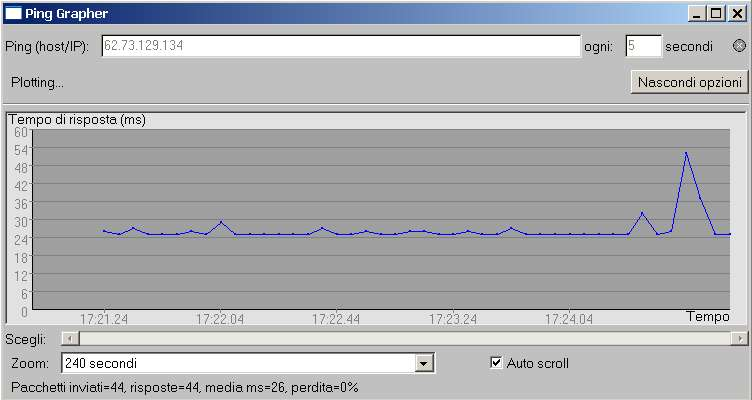 Ping Grapher
Ping (host/IP): 62.73.129.134 ogni: 5 secondi
Plotting... Nascondi opzioni
Tempo di risposta (ms)
60
54
48
42
36
30
24
18
12
6
0
17:21.24 17:22.04 17:22.44 17:23.24 17:24.04 Tempo
Scegli:
Zoom: 240 secondi Auto scroll
Pacchetti inviati=44, risposte=44, media ms=26, perdita=0%